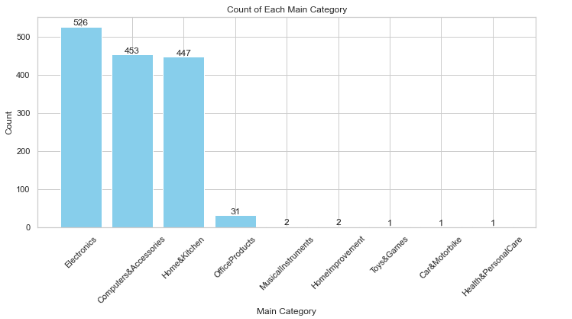 Count of Each Main Category
526
453
447
31
2
2
1
1
1
500
400
300
200
100
0
Count
Electronics
Computers&Accessories
Home&Kitchen
OfficeProducts
MusicalInstruments
HomeImprovement
Toys&Games
Car&Motorbike
Health&PersonalCare
Main Category